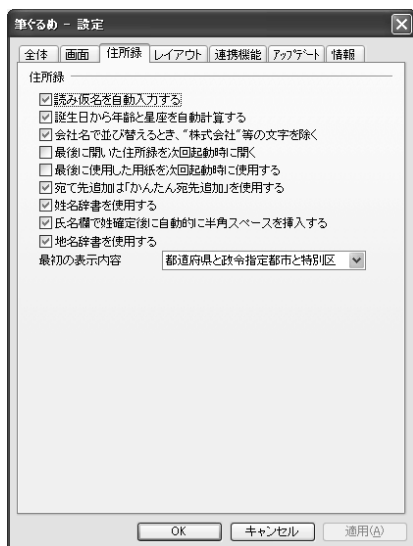 筆ぐるめ - 設定
全体 画面 住所録 レイアウト 連携機能 アップデート 情報
住所録
読み仮名を自動入力する
誕生日から年齢と星座を自動計算する
会社名で並び替えるとき、“株式会社”等の文字を除く
最後に開いた住所録を次回起動時に開く
最後に使用した用紙を次回起動時に使用する
宛て先追加は「かんたん宛先追加」を使用する
姓名辞書を使用する
氏名欄で姓確定後に自動的に半角スペースを挿入する
地名辞書を使用する
最初の表示内容 都道府県と政令指定都市と特別区
OK キャンセル 適用(A)